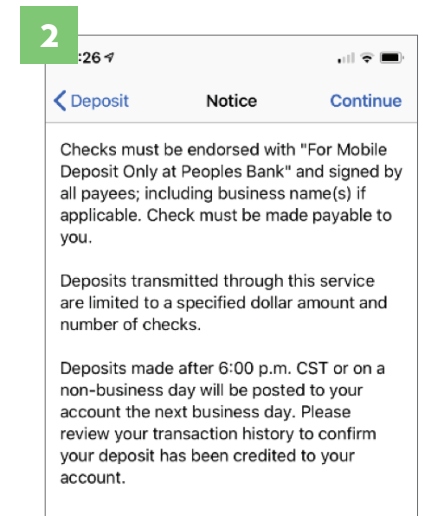 2
:26
Deposit Notice Continue
Checks must be endorsed with "For Mobile
Deposit Only at Peoples Bank" and signed by
all payees; including business name(s) if
applicable. Check must be made payable to
you.
Deposits transmitted through this service
are limited to a specified dollar amount and
number of checks.
Deposits made after 6:00 p.m. CST or on a
non-business day will be posted to your
account the next business day. Please
review your transaction history to confirm
your deposit has been credited to your
account.